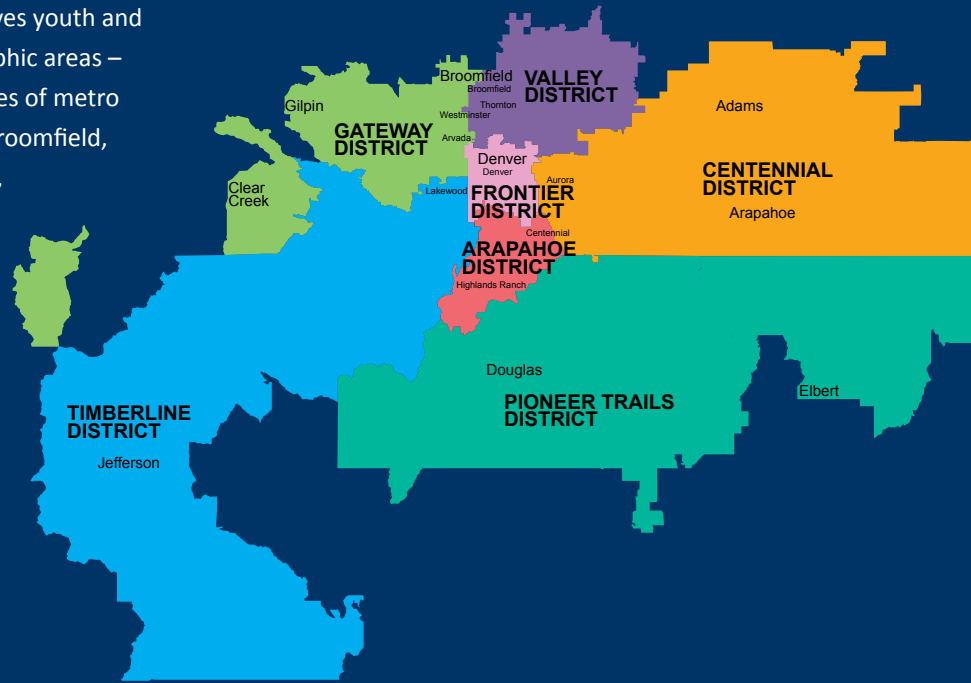 ves youth and
phic areas –
es of metro
roomfield,
Broomfield
Broomfield
VALLEY
DISTRICT
Gilpin
Thornton
Westminster
Adams
GATEWAY
DISTRICT
Arvada
Denver
Denver
CENTENNIAL
DISTRICT
Clear
Creek
Lakewood
FRONTIER
DISTRICT
Aurora
Arapahoe
Centennial
ARAPAHOE
DISTRICT
Highlands Ranch
Douglas
Elbert
PIONEER TRAILS
DISTRICT
TIMBERLINE
DISTRICT
Jefferson